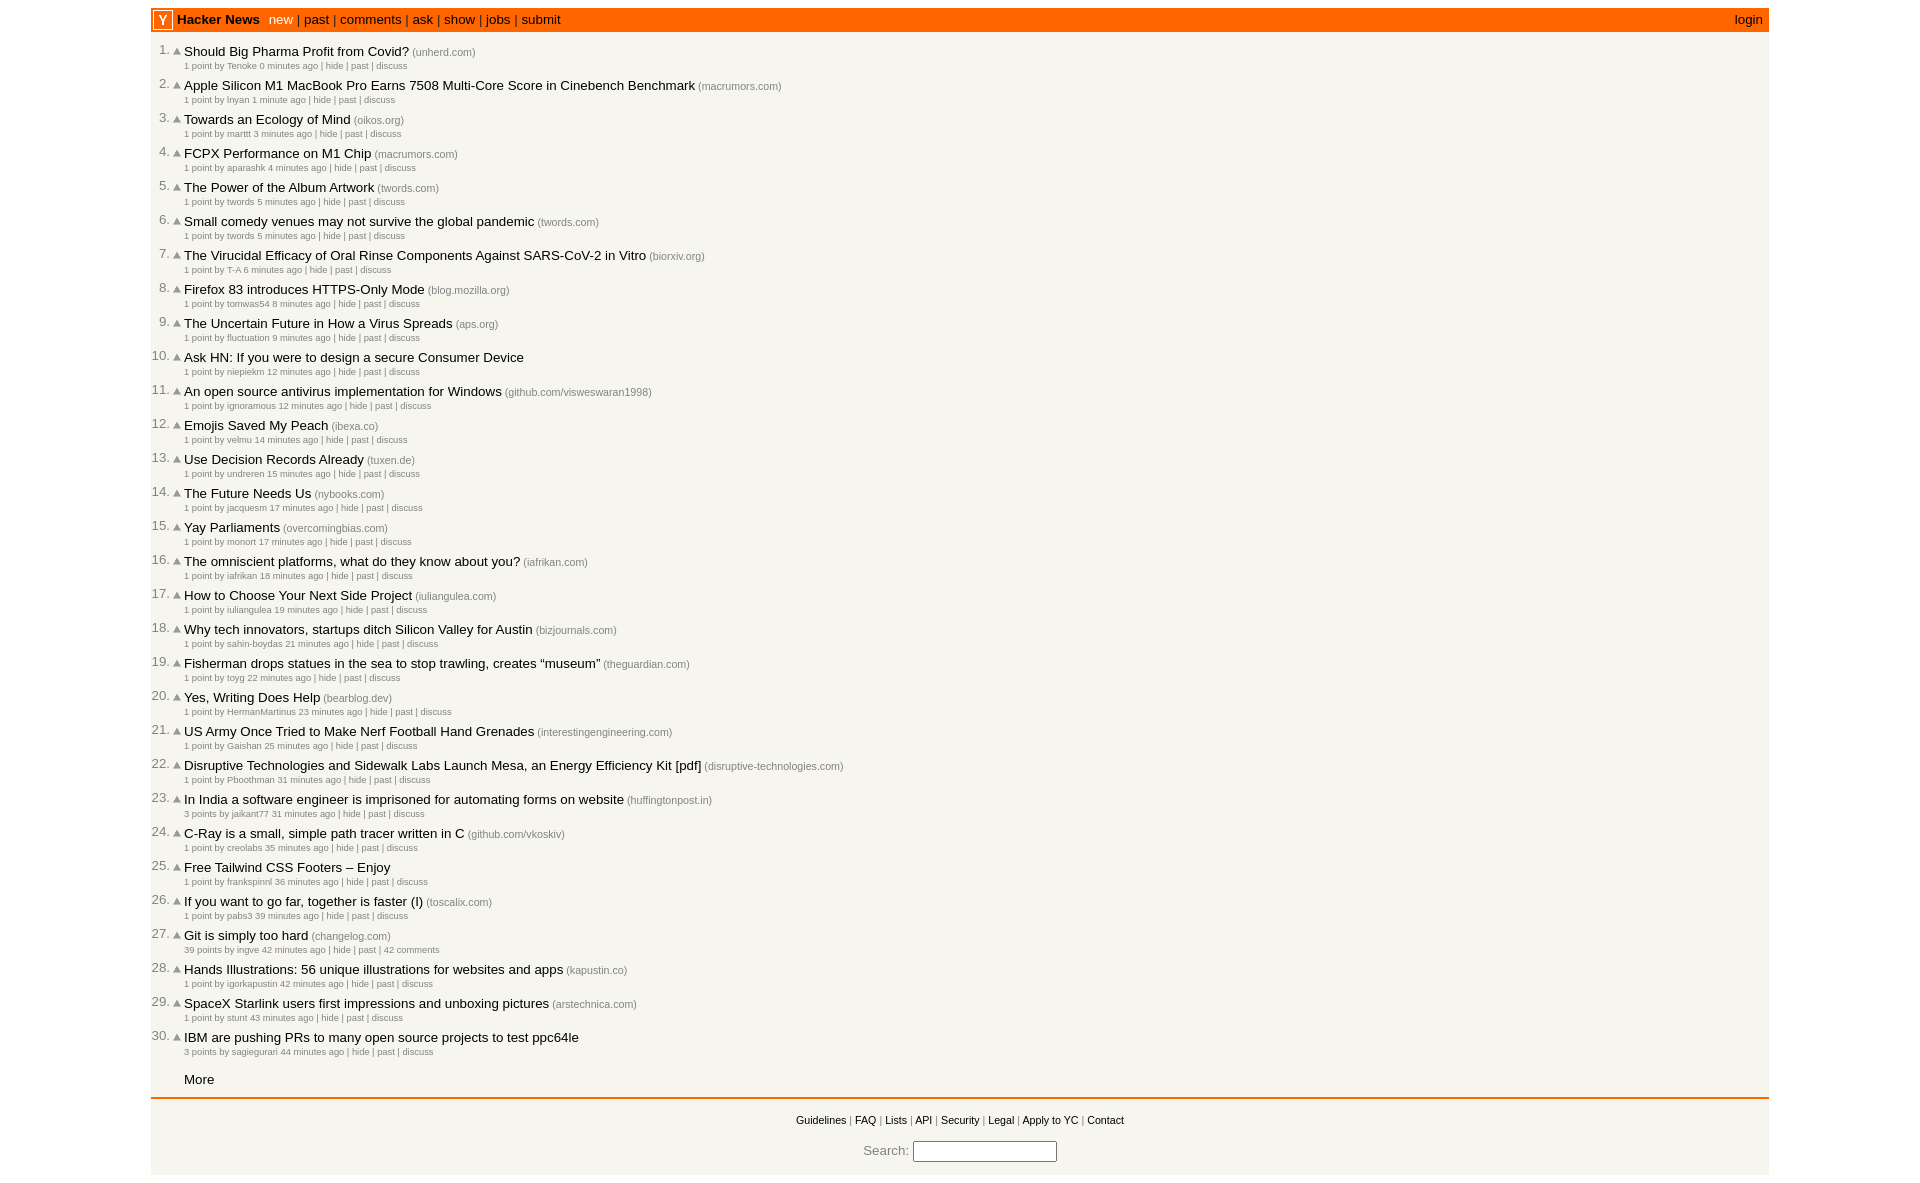 Y Hacker News new | past | comments | ask | show | jobs | submit login
1. Should Big Pharma Profit from Covid? (unherd.com)
1 point by Tenoke 0 minutes ago | hide | past | discuss
2. Apple Silicon M1 MacBook Pro Earns 7508 Multi-Core Score in Cinebench Benchmark (macrumors.com)
1 point by lnyan 1 minute ago | hide | past | discuss
3. Towards an Ecology of Mind (oikos.org)
1 point by marttt 3 minutes ago | hide | past | discuss
4. FCPX Performance on M1 Chip (macrumors.com)
1 point by aparashk 4 minutes ago | hide | past | discuss
5. The Power of the Album Artwork (twords.com)
1 point by twords 5 minutes ago | hide | past | discuss
6. Small comedy venues may not survive the global pandemic (twords.com)
1 point by twords 5 minutes ago | hide | past | discuss
7. The Virucidal Efficacy of Oral Rinse Components Against SARS-CoV-2 in Vitro (biorxiv.org)
1 point by T-A 6 minutes ago | hide | past | discuss
8. Firefox 83 introduces HTTPS-Only Mode (blog.mozilla.org)
1 point by tomwas54 8 minutes ago | hide | past | discuss
9. The Uncertain Future in How a Virus Spreads (aps.org)
1 point by fluctuation 9 minutes ago | hide | past | discuss
10. Ask HN: If you were to design a secure Consumer Device
1 point by niepiekm 12 minutes ago | hide | past | discuss
11. An open source antivirus implementation for Windows (github.com/visweswaran1998)
1 point by ignoramous 12 minutes ago | hide | past | discuss
12. Emojis Saved My Peach (ibexa.co)
1 point by velmu 14 minutes ago | hide | past | discuss
13. Use Decision Records Already (tuxen.de)
1 point by undreren 15 minutes ago | hide | past | discuss
14. The Future Needs Us (nybooks.com)
1 point by jacquesm 17 minutes ago | hide | past | discuss
15. Yay Parliaments (overcomingbias.com)
1 point by monort 17 minutes ago | hide | past | discuss
16. The omniscient platforms, what do they know about you? (iafrikan.com)
1 point by iafrikan 18 minutes ago | hide | past | discuss
17. How to Choose Your Next Side Project (iuliangulea.com)
1 point by iuliangulea 19 minutes ago | hide | past | discuss
18. Why tech innovators, startups ditch Silicon Valley for Austin (bizjournals.com)
1 point by sahin-boydas 21 minutes ago | hide | past | discuss
19. Fisherman drops statues in the sea to stop trawling, creates “museum” (theguardian.com)
1 point by toyg 22 minutes ago | hide | past | discuss
20. Yes, Writing Does Help (bearblog.dev)
1 point by HermanMartinus 23 minutes ago | hide | past | discuss
21. US Army Once Tried to Make Nerf Football Hand Grenades (interestingengineering.com)
1 point by Gaishan 25 minutes ago | hide | past | discuss
22. Disruptive Technologies and Sidewalk Labs Launch Mesa, an Energy Efficiency Kit [pdf] (disruptive-technologies.com)
1 point by Pboothman 31 minutes ago | hide | past | discuss
23. In India a software engineer is imprisoned for automating forms on website (huffingtonpost.in)
3 points by jaikant77 31 minutes ago | hide | past | discuss
24. C-Ray is a small, simple path tracer written in C (github.com/vkoskiv)
1 point by creolabs 35 minutes ago | hide | past | discuss
25. Free Tailwind CSS Footers – Enjoy
1 point by frankspinnl 36 minutes ago | hide | past | discuss
26. If you want to go far, together is faster (I) (toscalix.com)
1 point by pabs3 39 minutes ago | hide | past | discuss
27. Git is simply too hard (changelog.com)
39 points by ingve 42 minutes ago | hide | past | 42 comments
28. Hands Illustrations: 56 unique illustrations for websites and apps (kapustin.co)
1 point by igorkapustin 42 minutes ago | hide | past | discuss
29. SpaceX Starlink users first impressions and unboxing pictures (arstechnica.com)
1 point by stunt 43 minutes ago | hide | past | discuss
30. IBM are pushing PRs to many open source projects to test ppc64le
3 points by sagiegurari 44 minutes ago | hide | past | discuss
More
Guidelines | FAQ | Lists | API | Security | Legal | Apply to YC | Contact
Search: